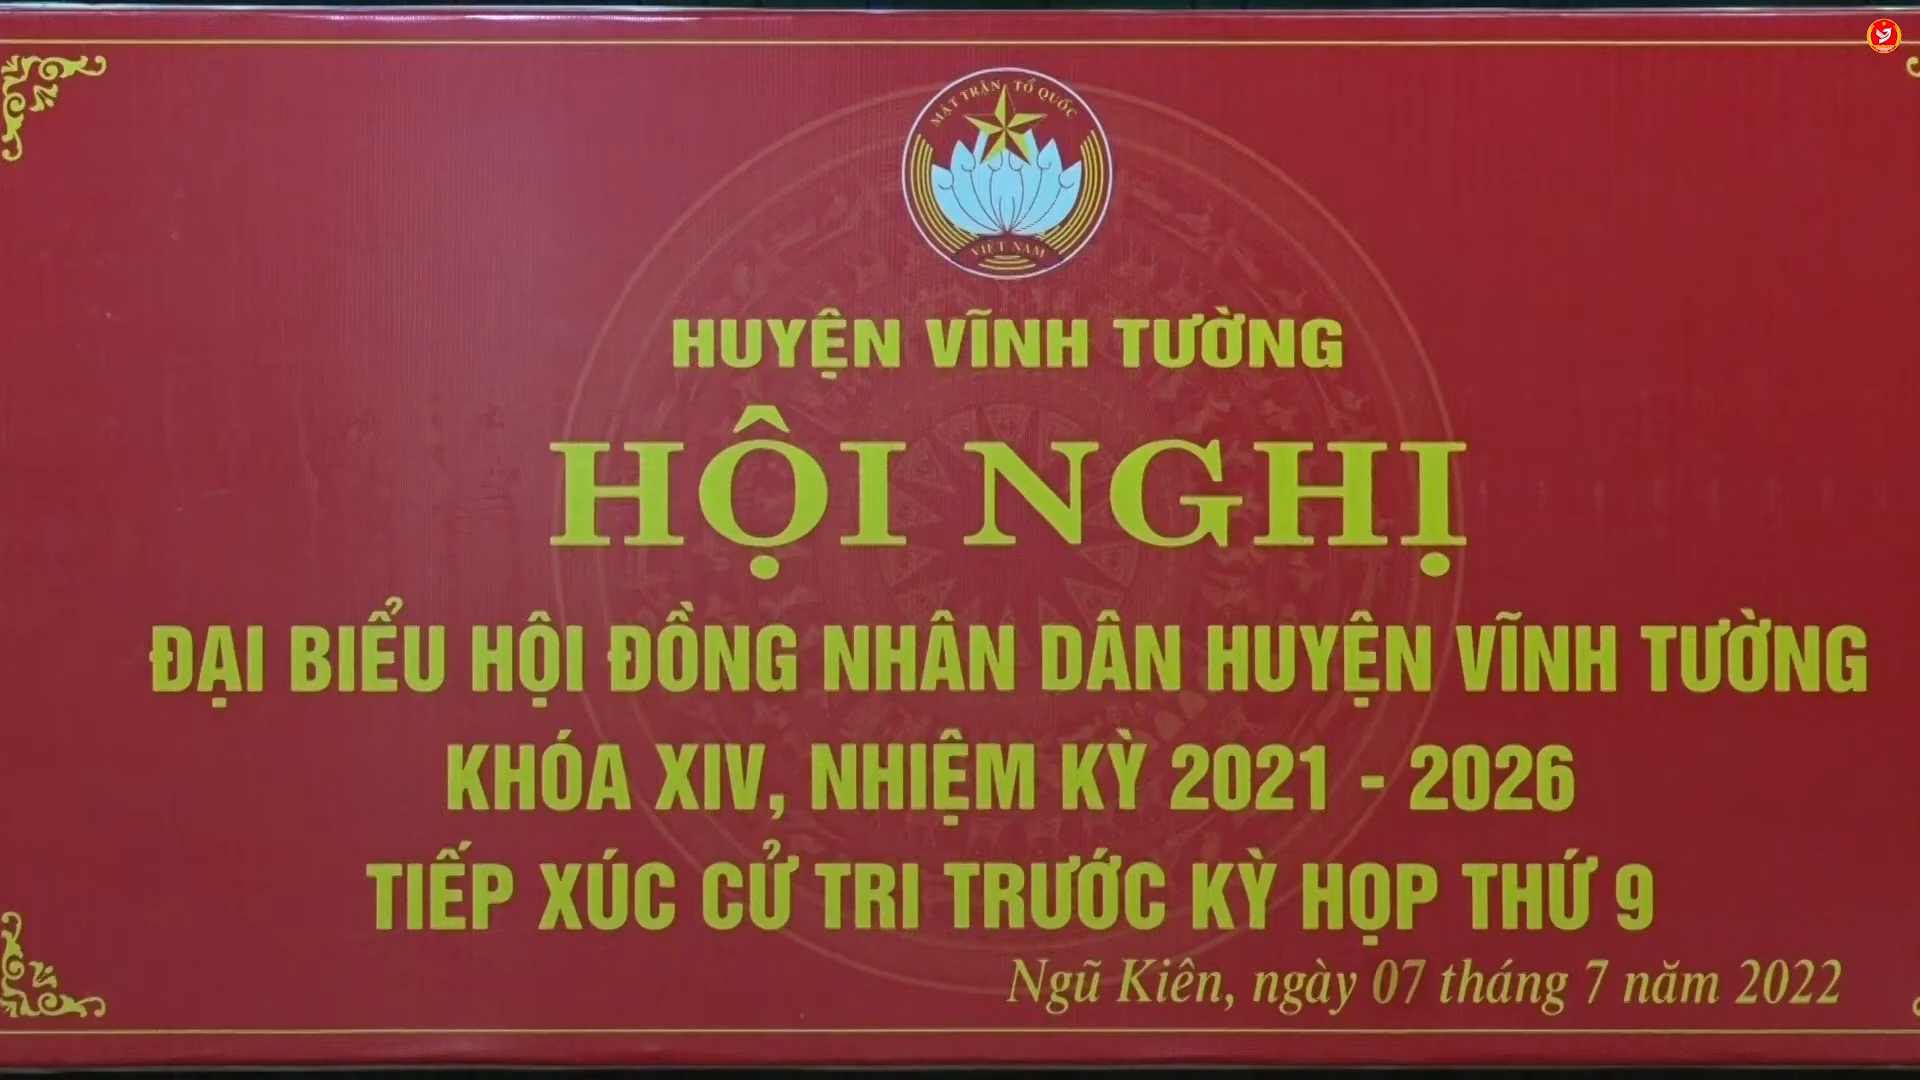 MẶT TRẬN TỔ QUỐC
VIỆT NAM
HUYỆN VĨNH TƯỜNG
HỘI NGHỊ
ĐẠI BIỂU HỘI ĐỒNG NHÂN DÂN HUYỆN VĨNH TƯỜNG
KHÓA XIV, NHIỆM KỲ 2021 - 2026
TIẾP XÚC CỬ TRI TRƯỚC KỲ HỌP THỨ 9
Ngũ Kiên, ngày 07 tháng 7 năm 2022